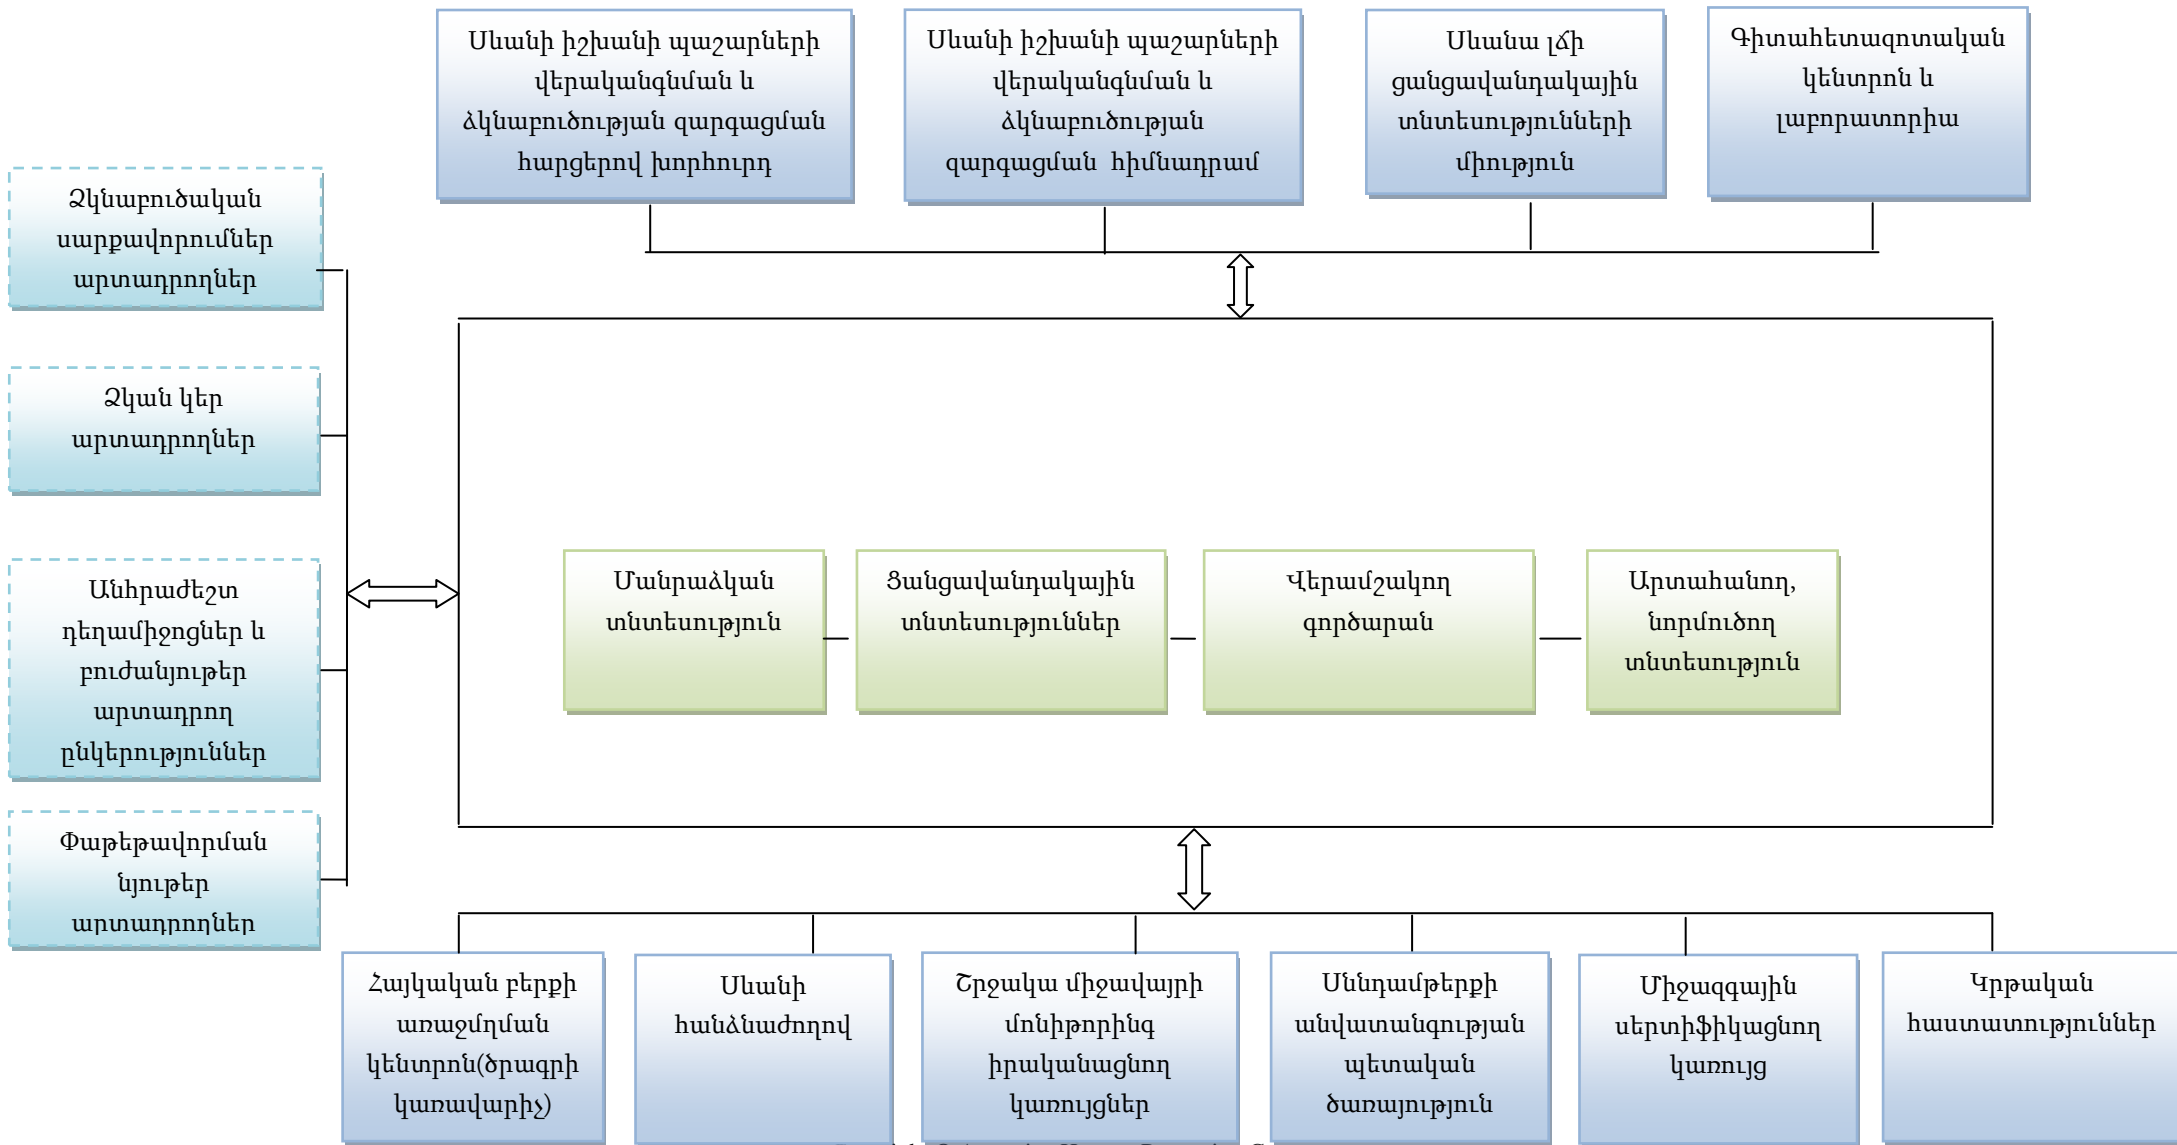 Սևանի իշխանի պաշարների
վերականգնման և
ձկնաբուծության զարգացման
հարցերով խորհուրդ
Սևանի իշխանի պաշարների
վերականգնման և
ձկնաբուծության
զարգացման հիմնադրամ
Սևանա լճի
ցանցավանդակային
տնտեսությունների
միություն
Գիտահետազոտական
կենտրոն և
լաբորատորիա
Ձկնաբուծական
սարքավորումներ
արտադրողներ
Ձկան կեր
արտադրողներ
Անհրաժեշտ
դեղամիջոցներ և
բուժանյութեր
արտադրող
ընկերություններ
Փաթեթավորման
նյութեր
արտադրողներ
Մանրաձկան
տնտեսություն
Ցանցավանդակային
տնտեսություններ
Վերամշակող
գործարան
Արտահանող,
նորմուծող
տնտեսություն
Հայկական բերքի
առաջմղման
կենտրոն(ծրագրի
կառավարիչ)
Սևանի
հանձնաժողով
Շրջակա միջավայրի
մոնիթորինգ
իրականացնող
կառույցներ
Սննդամթերքի
անվատանգության
պետական
ծառայություն
Միջազգային
սերտիֆիկացնող
կառույց
Կրթական
հաստատություններ